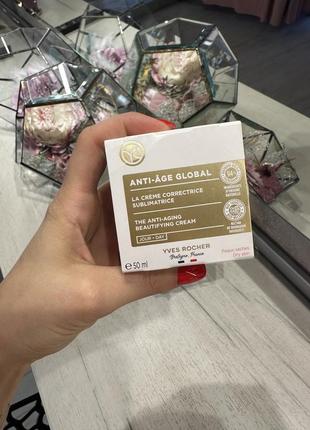 ANTI-ÂGE GLOBAL
LA CRÈME CORRECTRICE
SUBLIMATRICE
THE ANTI-AGING
BEAUTIFYING CREAM
JOUR - DAY
YVES ROCHER
Bretagne, France
℮ 50 ml
Peaux sèches
Dry skin